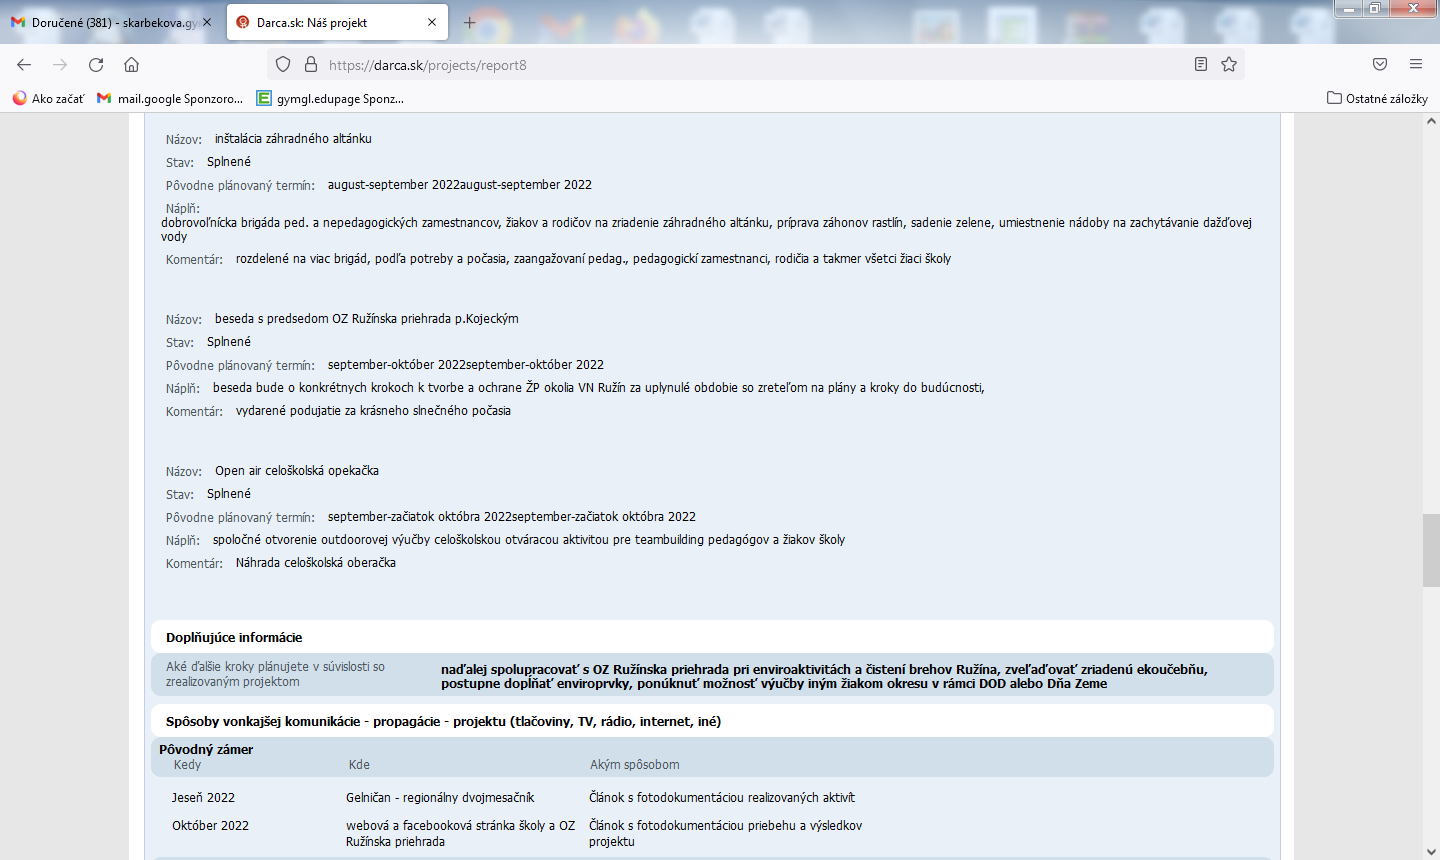 Doručené (381) - skarbekova.gy
Darca.sk: Náš projekt
https://darca.sk/projects/report8
Ako začať
mail.google Sponzoro...
gymgl.edupage Sponz...
Ostatné záložky
Názov: inštalácia záhradného altánku
Stav: Splnené
Pôvodne plánovaný termín: august-september 2022august-september 2022
Náplň:
dobrovoľnícka brigáda ped. a nepedagogických zamestnancov, žiakov a rodičov na zriadenie záhradného altánku, príprava záhonov rastlín, sadenie zelene, umiestnenie nádoby na zachytávanie dažďovej
vody
Komentár: rozdelené na viac brigád, podľa potreby a počasia, zaangažovaní pedag., pedagogickí zamestnanci, rodičia a takmer všetci žiaci školy
Názov: beseda s predsedom OZ Ružínska priehrada p.Kojeckým
Stav: Splnené
Pôvodne plánovaný termín: september-október 2022september-október 2022
Náplň: beseda bude o konkrétnych krokoch k tvorbe a ochrane ŽP okolia VN Ružín za uplynulé obdobie so zreteľom na plány a kroky do budúcnosti,
Komentár: vydarené podujatie za krásneho slnečného počasia
Názov: Open air celoškolská opekačka
Stav: Splnené
Pôvodne plánovaný termín: september-začiatok októbra 2022september-začiatok októbra 2022
Náplň: spoločné otvorenie outdoorovej výučby celoškolskou otváracou aktivitou pre teambuilding pedagógov a žiakov školy
Komentár: Náhrada celoškolská oberačka
Doplňujúce informácie
Aké ďalšie kroky plánujete v súvislosti so
zrealizovaným projektom
naďalej spolupracovať s OZ Ružínska priehrada pri enviroaktivitách a čistení brehov Ružína, zveľaďovať zriadenú ekoučebňu,
postupne dopĺňať enviroprvky, ponúknuť možnosť výučby iným žiakom okresu v rámci DOD alebo Dňa Zeme
Spôsoby vonkajšej komunikácie - propagácie - projektu (tlačoviny, TV, rádio, internet, iné)
Pôvodný zámer
Kedy Kde Akým spôsobom
Jeseň 2022 Gelničan - regionálny dvojmesačník Článok s fotodokumentáciou realizovaných aktivít
Október 2022 webová a facebooková stránka školy a OZ Článok s fotodokumentáciou priebehu a výsledkov
Ružínska priehrada projektu